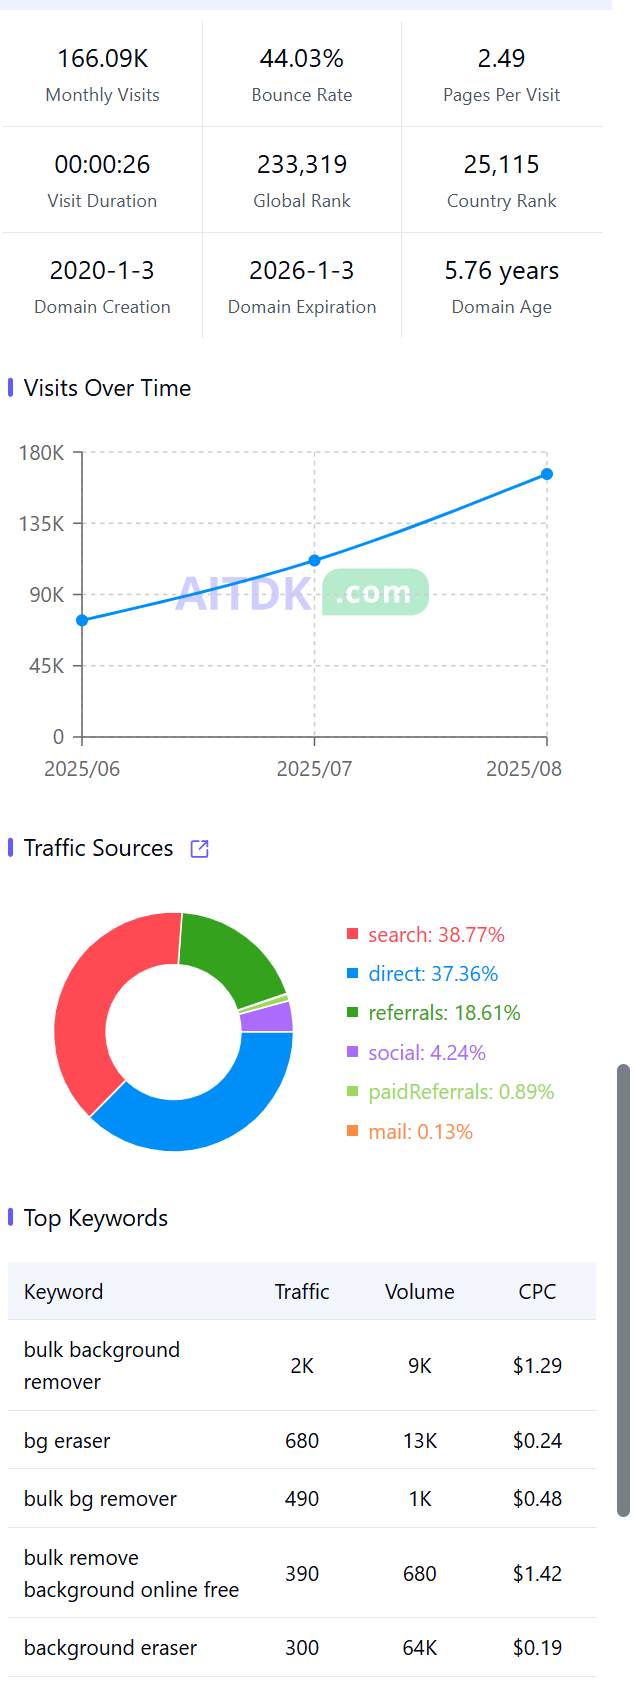 166.09K
44.03%
2.49
Monthly Visits
Bounce Rate
Pages Per Visit
00:00:26
233,319
25,115
Visit Duration
Global Rank
Country Rank
2020-1-3
2026-1-3
5.76 years
Domain Creation
Domain Expiration
Domain Age
Visits Over Time
180K
135K
90K
45K
0
AITDK .com
2025/06
2025/07
2025/08
Traffic Sources
search: 38.77%
direct: 37.36%
referrals: 18.61%
social: 4.24%
paidReferrals: 0.89%
mail: 0.13%
Top Keywords
Keyword Traffic Volume CPC
bulk background
remover
2K 9K $1.29
bg eraser 680 13K $0.24
bulk bg remover 490 1K $0.48
bulk remove
background online free
390 680 $1.42
background eraser 300 64K $0.19